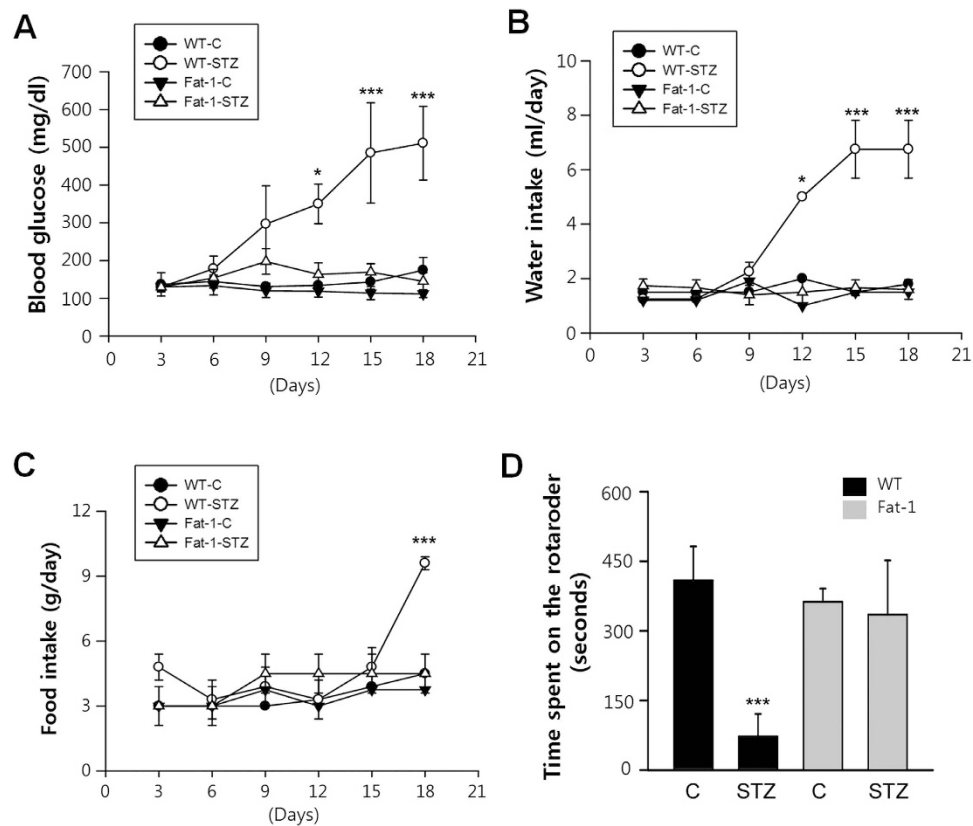 A
WT-C
WT-STZ
Fat-1-C
Fat-1-STZ
Blood glucose (mg/dl)
700
600
500
400
300
200
100
0
*
***
***
0
3
6
9
12
15
18
21
(Days)
B
WT-C
WT-STZ
Fat-1-C
Fat-1-STZ
Water intake (ml/day)
10
8
6
4
2
0
*
***
***
0
3
6
9
12
15
18
21
(Days)
C
WT-C
WT-STZ
Fat-1-C
Fat-1-STZ
Food intake (g/day)
12
9
6
3
0
***
0
3
6
9
12
15
18
21
(Days)
D
WT
Fat-1
Time spent on the rotaroder
(seconds)
600
450
300
150
0
***
C
STZ
C
STZ